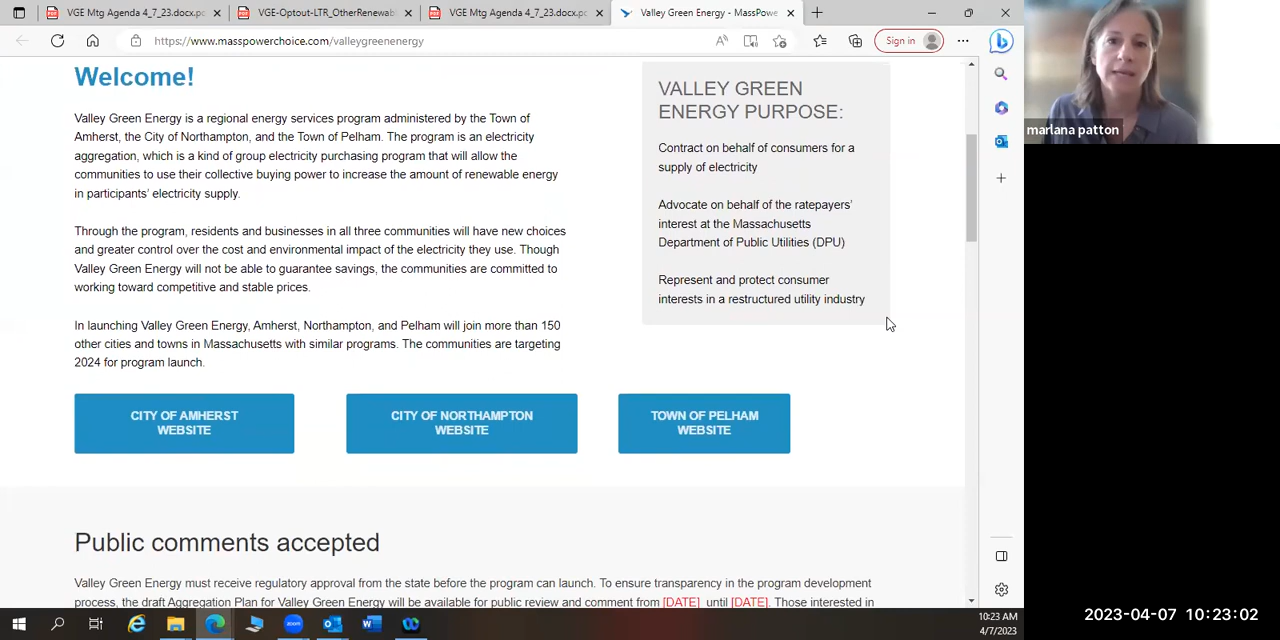 VGE Mtg Agenda 4_7_23.docx.pd
VGE-Optout-LTR_OtherRenewab
VGE Mtg Agenda 4_7_23.docx.pd
Valley Green Energy - MassPowe
https://www.masspowerchoice.com/valleygreenenergy
Sign in
marlana patton
Welcome!
Valley Green Energy is a regional energy services program administered by the Town of
Amherst, the City of Northampton, and the Town of Pelham. The program is an electricity
aggregation, which is a kind of group electricity purchasing program that will allow the
communities to use their collective buying power to increase the amount of renewable energy
in participants’ electricity supply.
Through the program, residents and businesses in all three communities will have new choices
and greater control over the cost and environmental impact of the electricity they use. Though
Valley Green Energy will not be able to guarantee savings, the communities are committed to
working toward competitive and stable prices.
In launching Valley Green Energy, Amherst, Northampton, and Pelham will join more than 150
other cities and towns in Massachusetts with similar programs. The communities are targeting
2024 for program launch.
VALLEY GREEN
ENERGY PURPOSE:
Contract on behalf of consumers for a
supply of electricity
Advocate on behalf of the ratepayers’
interest at the Massachusetts
Department of Public Utilities (DPU)
Represent and protect consumer
interests in a restructured utility industry
CITY OF AMHERST
WEBSITE
CITY OF NORTHAMPTON
WEBSITE
TOWN OF PELHAM
WEBSITE
Public comments accepted
Valley Green Energy must receive regulatory approval from the state before the program can launch. To ensure transparency in the program development
process, the draft Aggregation Plan for Valley Green Energy will be available for public review and comment from [DATE] until [DATE]. Those interested in
10:23 AM
4/7/2023
2023-04-07 10:23:02